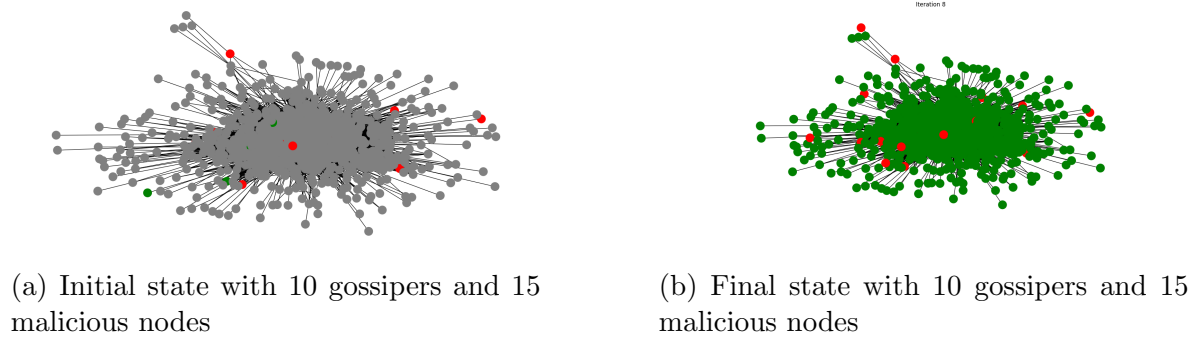 Iteration 8
(a) Initial state with 10 gossipers and 15
malicious nodes
(b) Final state with 10 gossipers and 15
malicious nodes